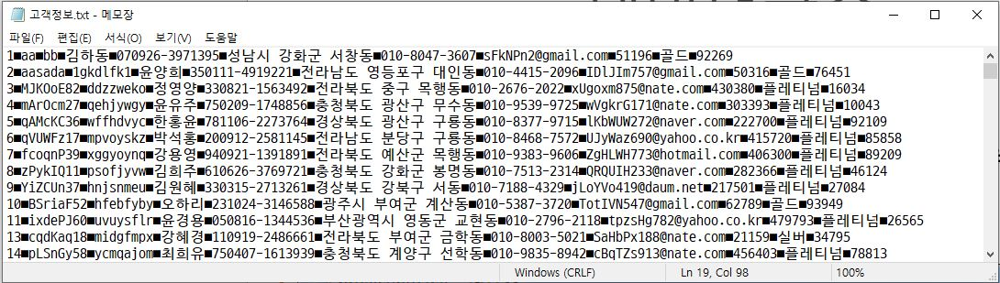 고객정보.txt - 메모장
파일(F) 편집(E) 서식(O) 보기(V) 도움말
1■aa■bb■김하동■070926-3971395■성남시 강화군 서창동■010-8047-3607■sFkNPn2@gmail.com■51196■골드■92269
2■aasada■1gkdlfk1■윤양희■350111-4919221■전라남도 영등포구 대인동■010-4415-2096■IDlJIm757@gmail.com■50316■골드■76451
3■MJKOoE82■ddzzweko■정영양■330821-1563492■전라북도 중구 목행동■010-2676-2022■xUgoxm875@nate.com■430380■플레티넘■16034
4■mArOcm27■qehjywgy■윤유주■750209-1748856■충청북도 광산구 무수동■010-9539-9725■wVgkrG171@nate.com■303393■플레티넘■10043
5■qAMcKC36■wffhdvyc■한홍윤■781106-2273764■경상북도 광산구 구룡동■010-8377-9715■lKbWUW272@naver.com■222700■플레티넘■92109
6■qVUWFz17■mpvoyskz■박석홍■200912-2581145■전라남도 분당구 구룡동■010-8468-7572■UJyWaz690@yahoo.co.kr■415720■플레티넘■85858
7■fcoqnP39■xggyoynq■강용영■940921-1391891■전라북도 예산군 목행동■010-9383-9606■ZgHLWH773@hotmail.com■406300■플레티넘■89209
8■zPykIQ11■psofjyvw■김희주■610626-3769721■충청북도 강화군 봉명동■010-7513-2314■QRQUIH233@naver.com■282366■플레티넘■46124
9■YiZCUn37■hnjsnmeu■김원혜■330315-2713261■경상북도 강북구 서동■010-7188-4329■jLoYVo419@daum.net■217501■플레티넘■27084
10■BSriaF52■hfebfyby■오하리■231024-3146588■광주시 부여군 계산동■010-5387-3720■TotIVN547@gmail.com■62789■골드■93949
11■ixdePJ60■uvuysflr■윤경용■050816-1344536■부산광역시 영동군 교현동■010-2796-2118■tpzsHg782@yahoo.co.kr■479793■플레티넘■26565
13■cqdKaq18■midgfmpx■강혜경■110919-2486661■전라북도 부여군 금학동■010-8003-5021■SaHbPx188@nate.com■21159■실버■34795
14■pLSnGy58■ycmqajom■최희유■750407-1613939■충청북도 계양구 선학동■010-9835-8942■cBqTZs913@nate.com■456403■플레티넘■78813
Windows (CRLF) Ln 19, Col 98 100%